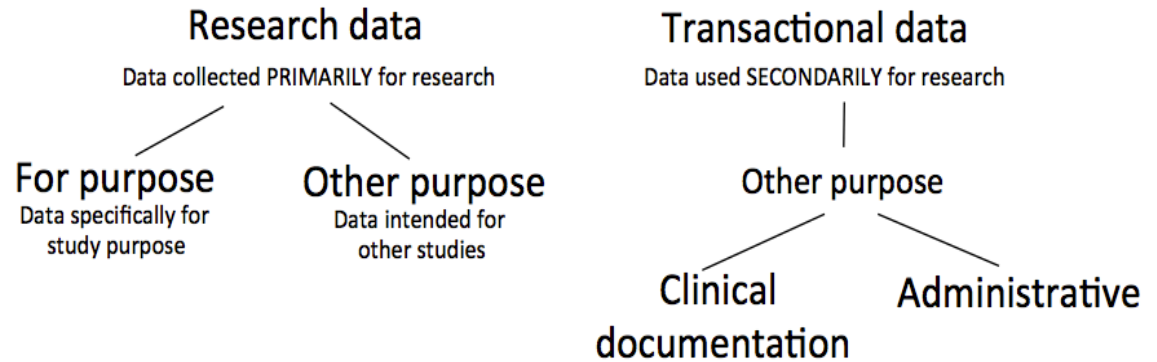 Research data
Data collected PRIMARILY for research
For purpose
Data specifically for
study purpose
Other purpose
Data intended for
other studies
Transactional data
Data used SECONDARILY for research
Other purpose
Clinical
documentation
Administrative